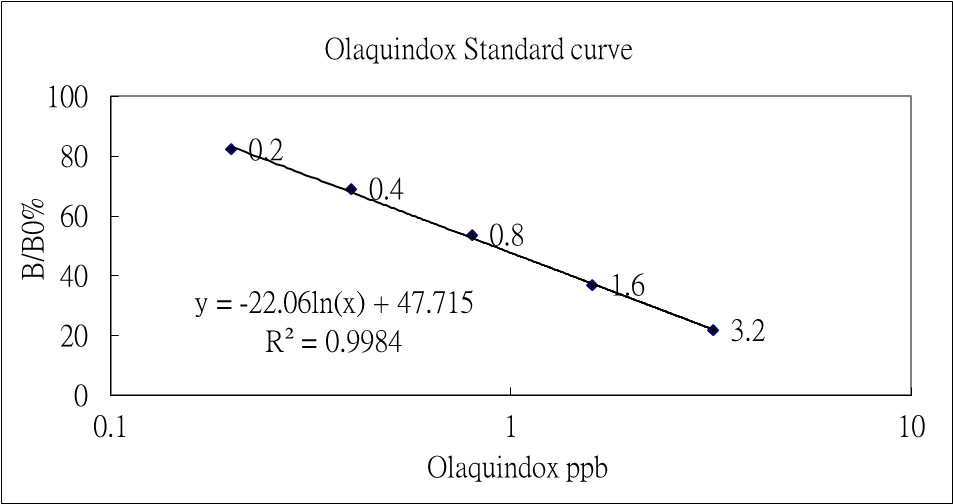 Olaquindox Standard curve
100
80
60
40
20
0
B/B0%
0.2
0.4
0.8
1.6
3.2
y = -22.06ln(x) + 47.715
R² = 0.9984
0.1
1
10
Olaquindox ppb